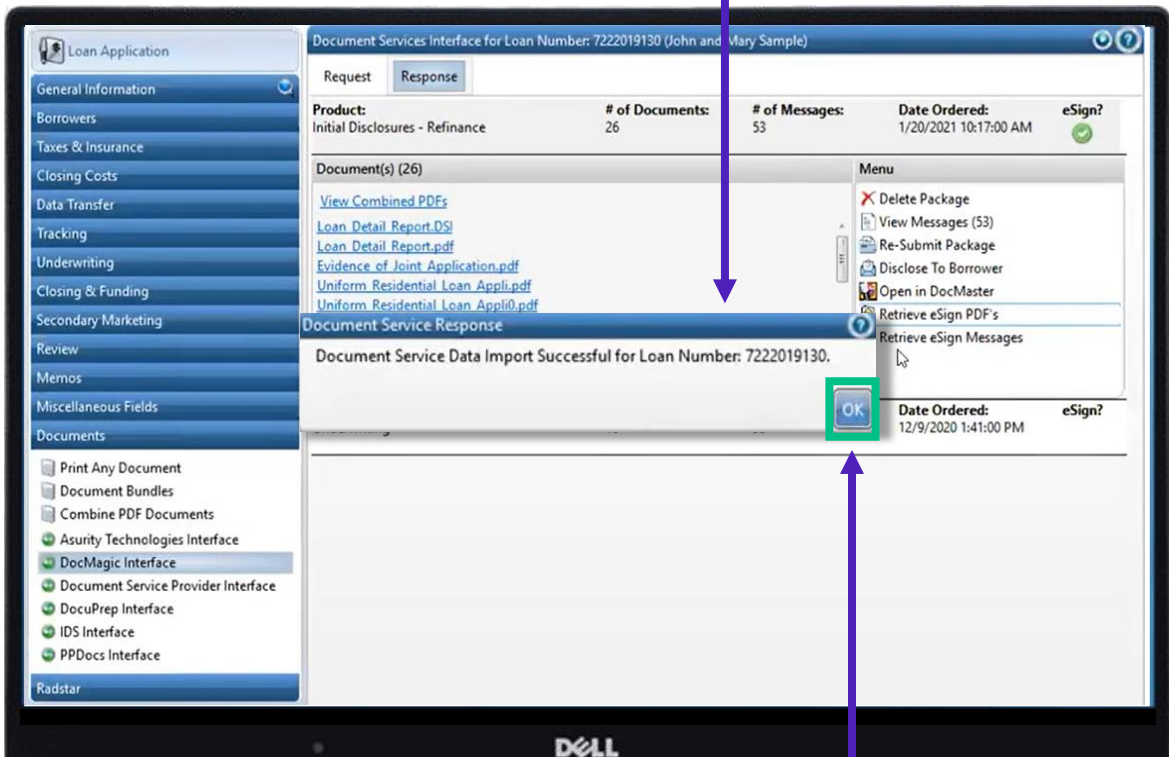 Loan Application
General Information
Borrowers
Taxes & Insurance
Closing Costs
Data Transfer
Tracking
Underwriting
Closing & Funding
Secondary Marketing
Review
Memos
Miscellaneous Fields
Documents
Print Any Document
Document Bundles
Combine PDF Documents
Asurity Technologies Interface
DocMagic Interface
Document Service Provider Interface
DocuPrep Interface
IDS Interface
PPDocs Interface
Radstar
Document Services Interface for Loan Number: 7222019130 (John and Mary Sample)
Request Response
Product: # of Documents: # of Messages: Date Ordered: eSign?
Initial Disclosures - Refinance 26 53 1/20/2021 10:17:00 AM
Document(s) (26)
View Combined PDFs
Loan Detail Report.DSI
Loan Detail Report.pdf
Evidence of Joint Application.pdf
Uniform Residential Loan Appli.pdf
Uniform Residential Loan Appli0.pdf
Menu
Delete Package
View Messages (53)
Re-Submit Package
Disclose To Borrower
Open in DocMaster
Retrieve eSign PDF's
Retrieve eSign Messages
Document Service Response
Document Service Data Import Successful for Loan Number: 7222019130.
OK
Date Ordered: eSign?
12/9/2020 1:41:00 PM
DELL